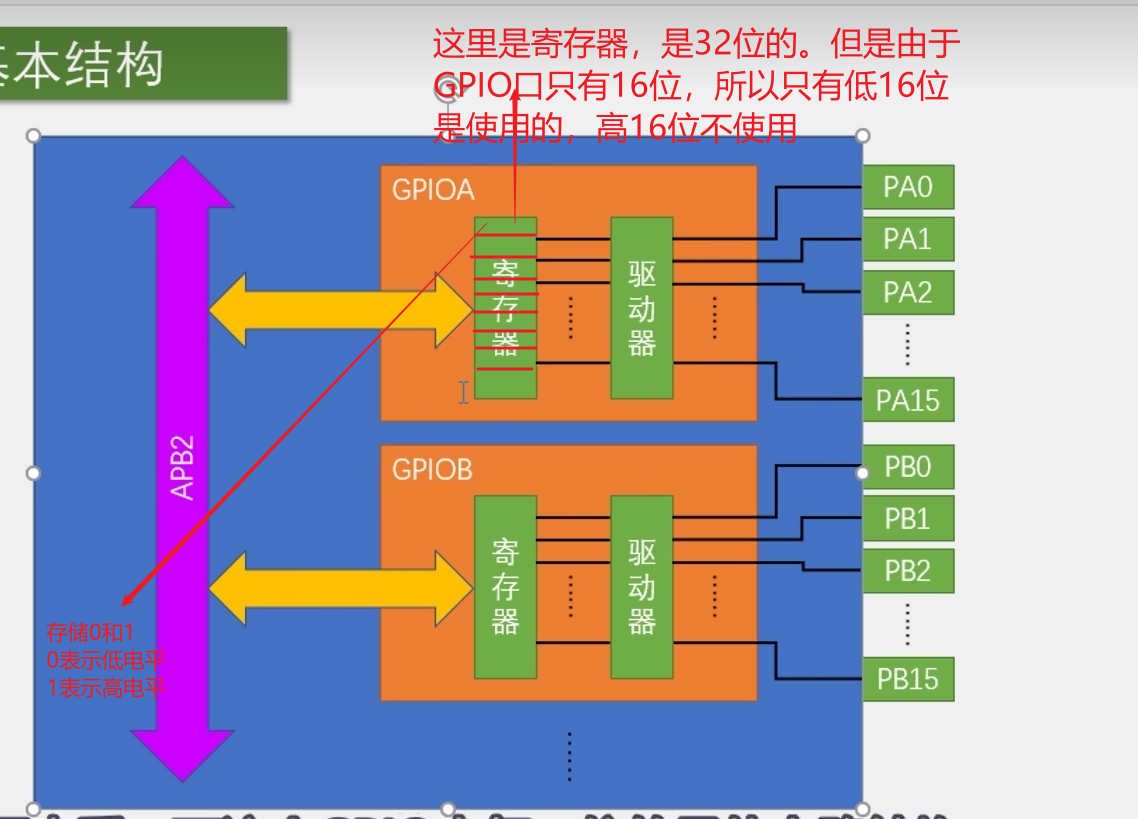 基本结构
这里是寄存器，是32位的。但是由于
GPIO口只有16位，所以只有低16位
是使用的，高16位不使用
GPIOA
寄存器
驱动器
PA0
PA1
PA2
PA15
APB2
GPIOB
寄存器
驱动器
PB0
PB1
PB2
PB15
存储0和1
0表示低电平
1表示高电平